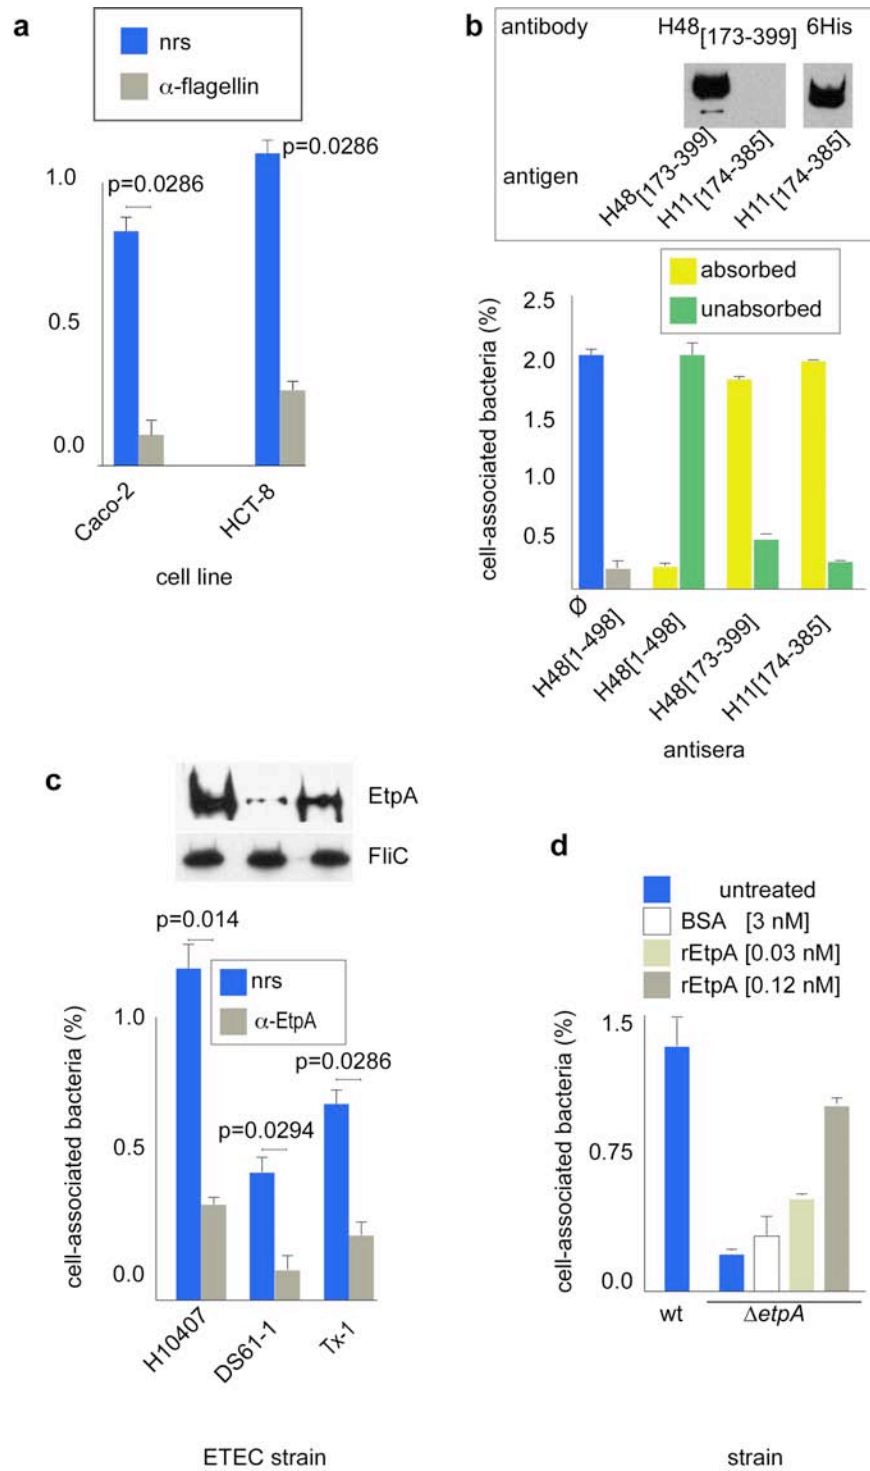 a
nrs
α-flagellin
p=0.0286
p=0.0286
1.0
0.5
0.0
Caco-2
HCT-8
cell line
b
antibody
H48[173-399]
6His
antigen
H48[173-399]
H11[174-385]
H11[174-385]
absorbed
unabsorbed
cell-associated bacteria (%)
2.5
2.0
1.5
1.0
0.5
Ø
H48[1-498]
H48[1-498]
H48[173-399]
H11[174-385]
antisera
c
EtpA
FliC
p=0.014
nrs
α-EtpA
p=0.0294
p=0.0286
cell-associated bacteria (%)
1.0
0.5
0.0
H10407
DS61-1
Tx-1
ETEC strain
d
untreated
BSA [3 nM]
rEtpA [0.03 nM]
rEtpA [0.12 nM]
cell-associated bacteria (%)
1.5
0.75
0.0
wt
ΔetpA
strain